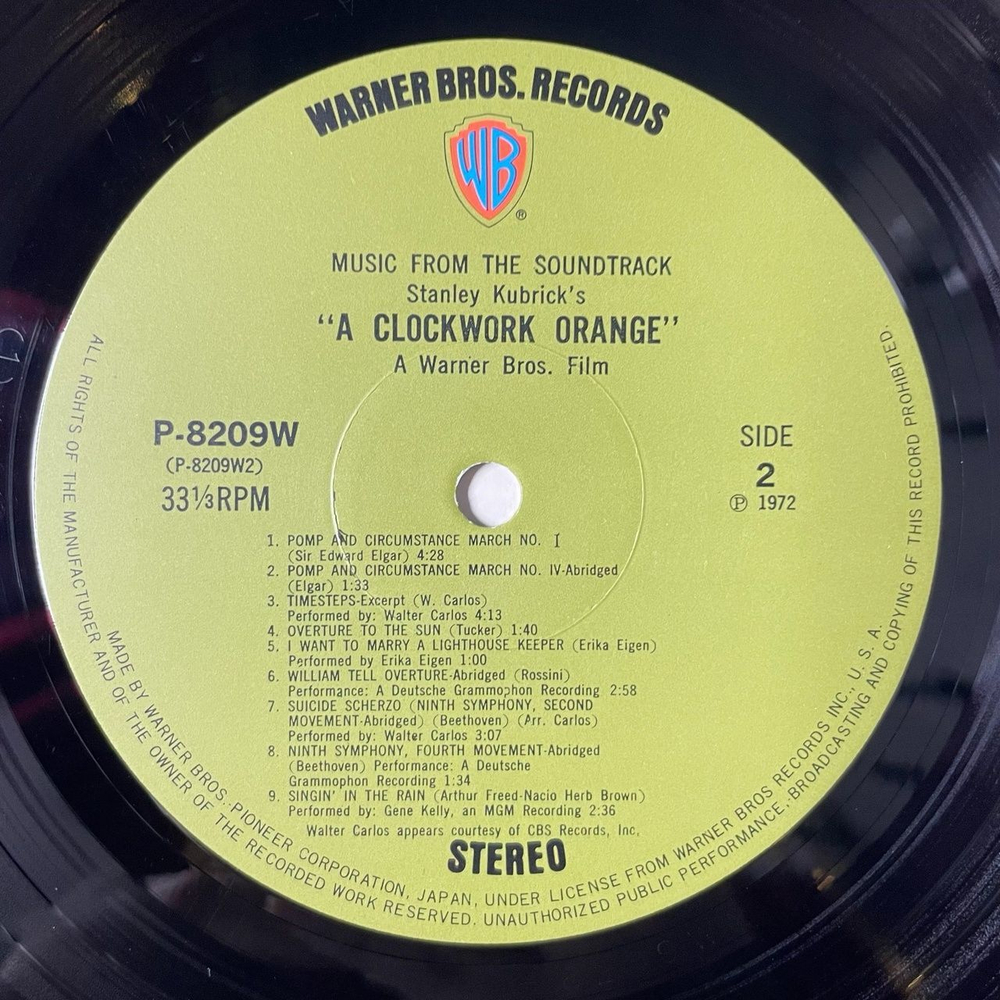 WARNER BROS. RECORDS
WB
®
MUSIC FROM THE SOUNDTRACK
Stanley Kubrick's
“A CLOCKWORK ORANGE”
A Warner Bros. Film
P-8209W
(P-8209W2)
33⅓RPM
SIDE
2
℗ 1972
1. POMP AND CIRCUMSTANCE MARCH NO. I
(Sir Edward Elgar) 4:28
2. POMP AND CIRCUMSTANCE MARCH NO. IV-Abridged
(Elgar) 1:33
3. TIMESTEPS-Excerpt (W. Carlos)
Performed by: Walter Carlos 4:13
4. OVERTURE TO THE SUN (Tucker) 1:40
5. I WANT TO MARRY A LIGHTHOUSE KEEPER (Erika Eigen)
Performed by Erika Eigen 1:00
6. WILLIAM TELL OVERTURE-Abridged (Rossini)
Performance: A Deutsche Grammophon Recording 2:58
7. SUICIDE SCHERZO (NINTH SYMPHONY, SECOND
MOVEMENT-Abridged) (Beethoven) (Arr. Carlos)
Performed by: Walter Carlos 3:07
8. NINTH SYMPHONY, FOURTH MOVEMENT-Abridged
(Beethoven) Performance: A Deutsche
Grammophon Recording 1:34
9. SINGIN' IN THE RAIN (Arthur Freed-Nacio Herb Brown)
Performed by: Gene Kelly, an MGM Recording 2:36
Walter Carlos appears courtesy of CBS Records, Inc.
STEREO
MADE BY WARNER BROS. PIONEER CORPORATION, JAPAN, UNDER LICENSE FROM WARNER BROS RECORDS INC., U. S. A.
ALL RIGHTS OF THE MANUFACTURER AND OF THE OWNER OF THE RECORDED WORK RESERVED. UNAUTHORIZED PUBLIC PERFORMANCE, BROADCASTING AND COPYING OF THIS RECORD PROHIBITED.